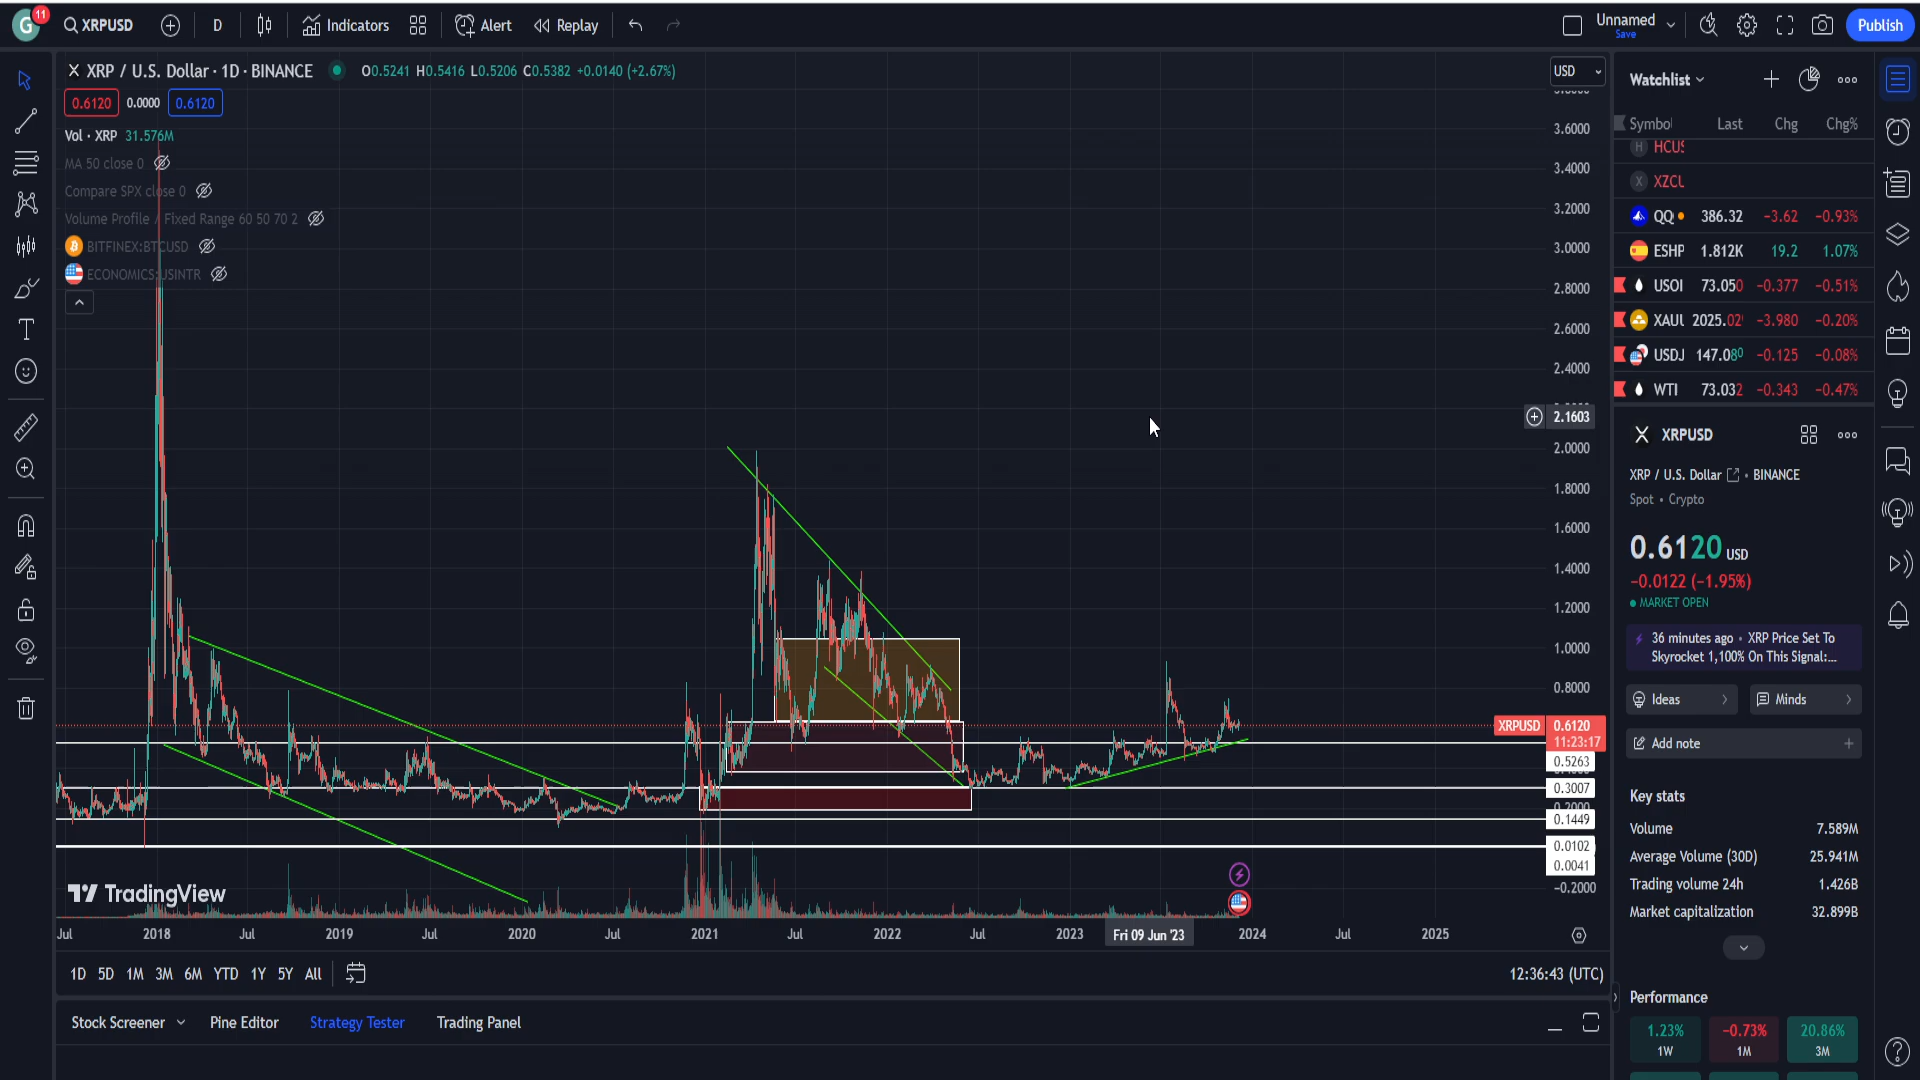 G 11 XRPUSD D Indicators Alert Replay Unnamed Save Publish
XRP / U.S. Dollar · 1D · BINANCE O0.5241 H0.5416 L0.5206 C0.5382 +0.0140 (+2.67%) USD
0.6120 0.0000 0.6120
Vol · XRP 31.576M
MA 50 close 0
Compare SPX close 0
Volume Profile / Fixed Range 60 50 70 2
BITFINEX:BTCUSD
ECONOMICS:USINTR
3.6000
3.4000
3.2000
3.0000
2.8000
2.6000
2.4000
2.1603
2.0000
1.8000
1.6000
1.4000
1.2000
1.0000
0.8000
XRPUSD 0.6120
11:23:17
0.5263
0.3007
0.2000
0.1449
0.0102
0.0041
−0.2000
TradingView
Jul 2018 Jul 2019 Jul 2020 Jul 2021 Jul 2022 Jul 2023 Fri 09 Jun '23 2024 Jul 2025
1D 5D 1M 3M 6M YTD 1Y 5Y All 12:36:43 (UTC)
Stock Screener Pine Editor Strategy Tester Trading Panel
Watchlist
Symbol Last Chg Chg%
H HCUS
X XZCU
QQ 386.32 −3.62 −0.93%
ESHP 1.812K 19.2 1.07%
USOI 73.050 −0.377 −0.51%
XAUU 2025.02 −3.980 −0.20%
USDJ 147.080 −0.125 −0.08%
WTI 73.032 −0.343 −0.47%
XRPUSD
XRP / U.S. Dollar • BINANCE
Spot • Crypto
0.6120 USD
−0.0122 (−1.95%)
MARKET OPEN
36 minutes ago • XRP Price Set To
Skyrocket 1,100% On This Signal:...
Ideas Minds
Add note
Key stats
Volume 7.589M
Average Volume (30D) 25.941M
Trading volume 24h 1.426B
Market capitalization 32.899B
Performance
1.23% −0.73% 20.86%
1W 1M 3M